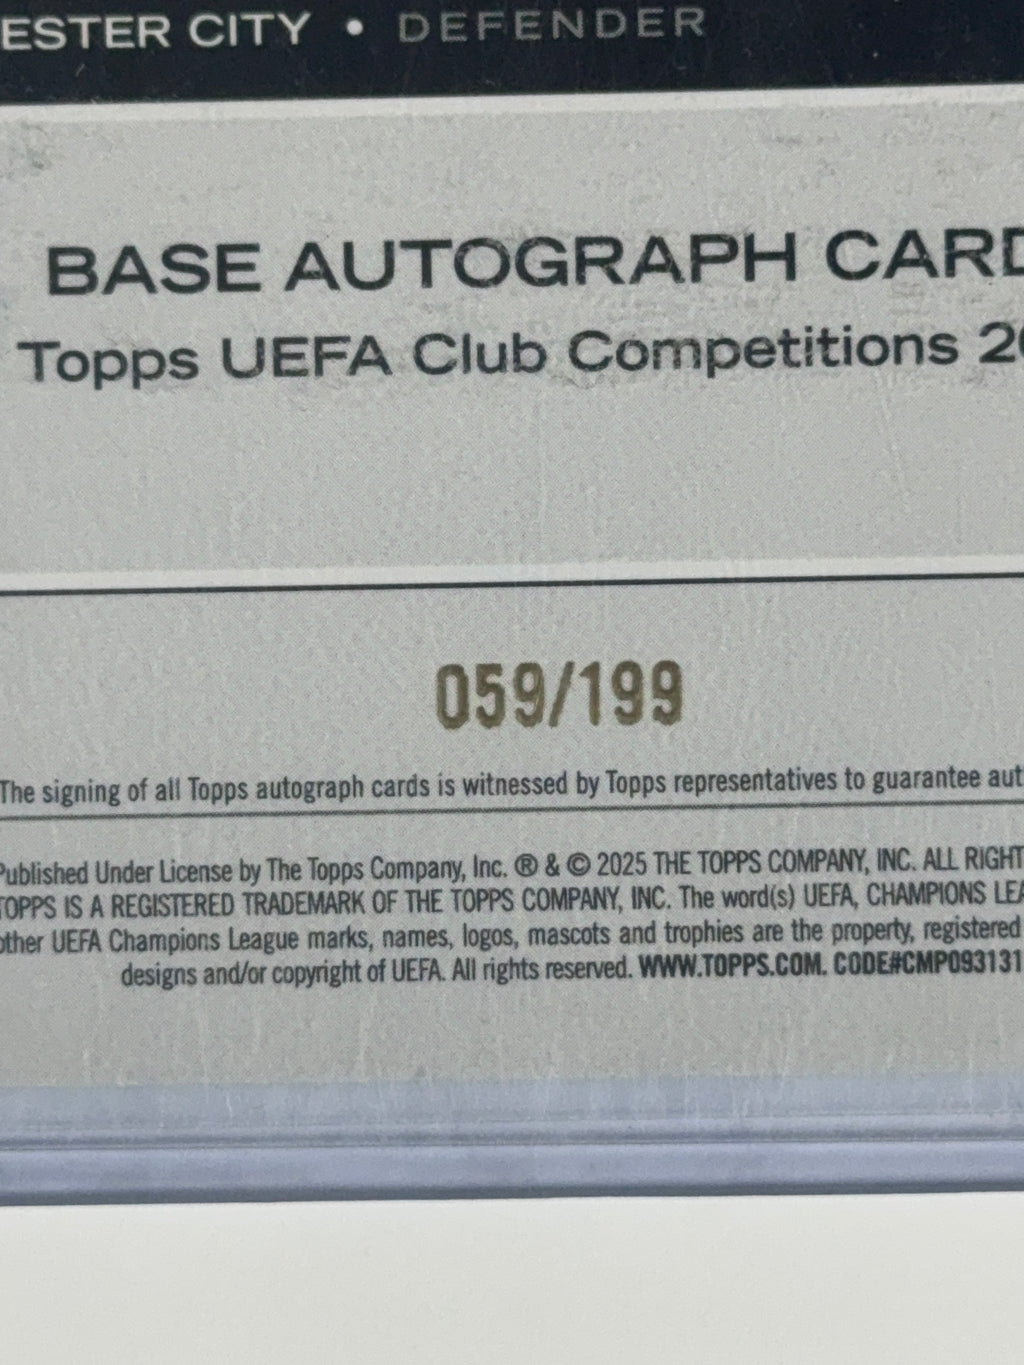 ESTER CITY • DEFENDER
BASE AUTOGRAPH CARD
Topps UEFA Club Competitions 20
059/199
The signing of all Topps autograph cards is witnessed by Topps representatives to guarantee aut
Published Under License by The Topps Company, Inc. ® & © 2025 THE TOPPS COMPANY, INC. ALL RIGHT
TOPPS IS A REGISTERED TRADEMARK OF THE TOPPS COMPANY, INC. The word(s) UEFA, CHAMPIONS LEA
other UEFA Champions League marks, names, logos, mascots and trophies are the property, registered
designs and/or copyright of UEFA. All rights reserved. WWW.TOPPS.COM. CODE#CMP093131